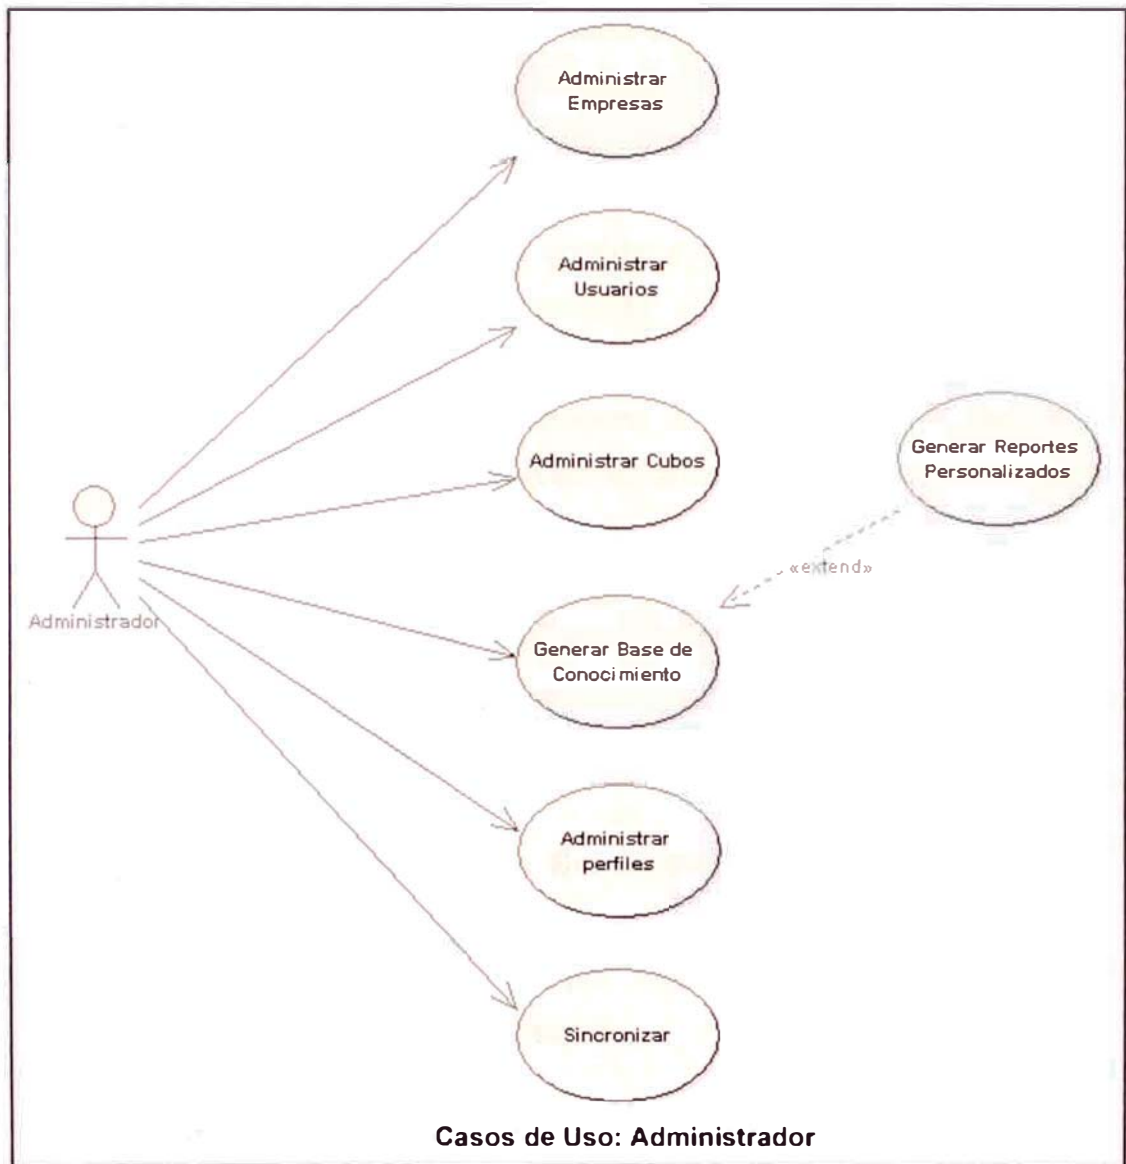 Administrar
Empresas
Administrar
Usuarios
Administrar Cubos
Generar Reportes
Personalizados
«extend»
Administrador
Generar Base de
Conocimiento
Administrar
perfiles
Sincronizar
Casos de Uso: Administrador